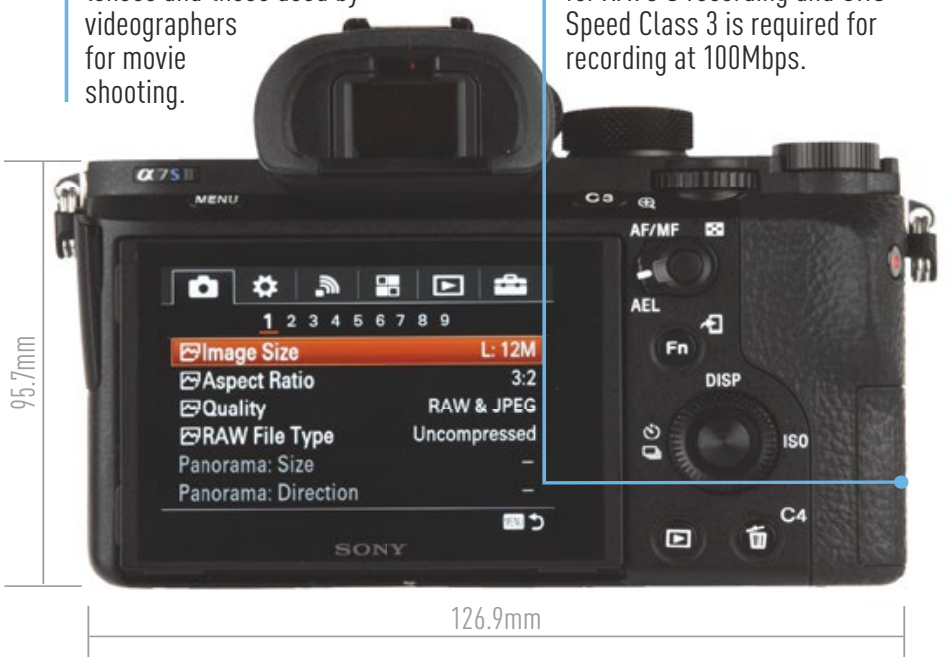 videographers
for movie
shooting.
Speed Class 3 is required for
recording at 100Mbps.
α7SII
MENU
C3
AF/MF
AEL
Fn
DISP
ISO
C4
1 2 3 4 5 6 7 8 9
Image Size L: 12M
Aspect Ratio 3:2
Quality RAW & JPEG
RAW File Type Uncompressed
Panorama: Size –
Panorama: Direction –
MENU
SONY
95.7mm
126.9mm